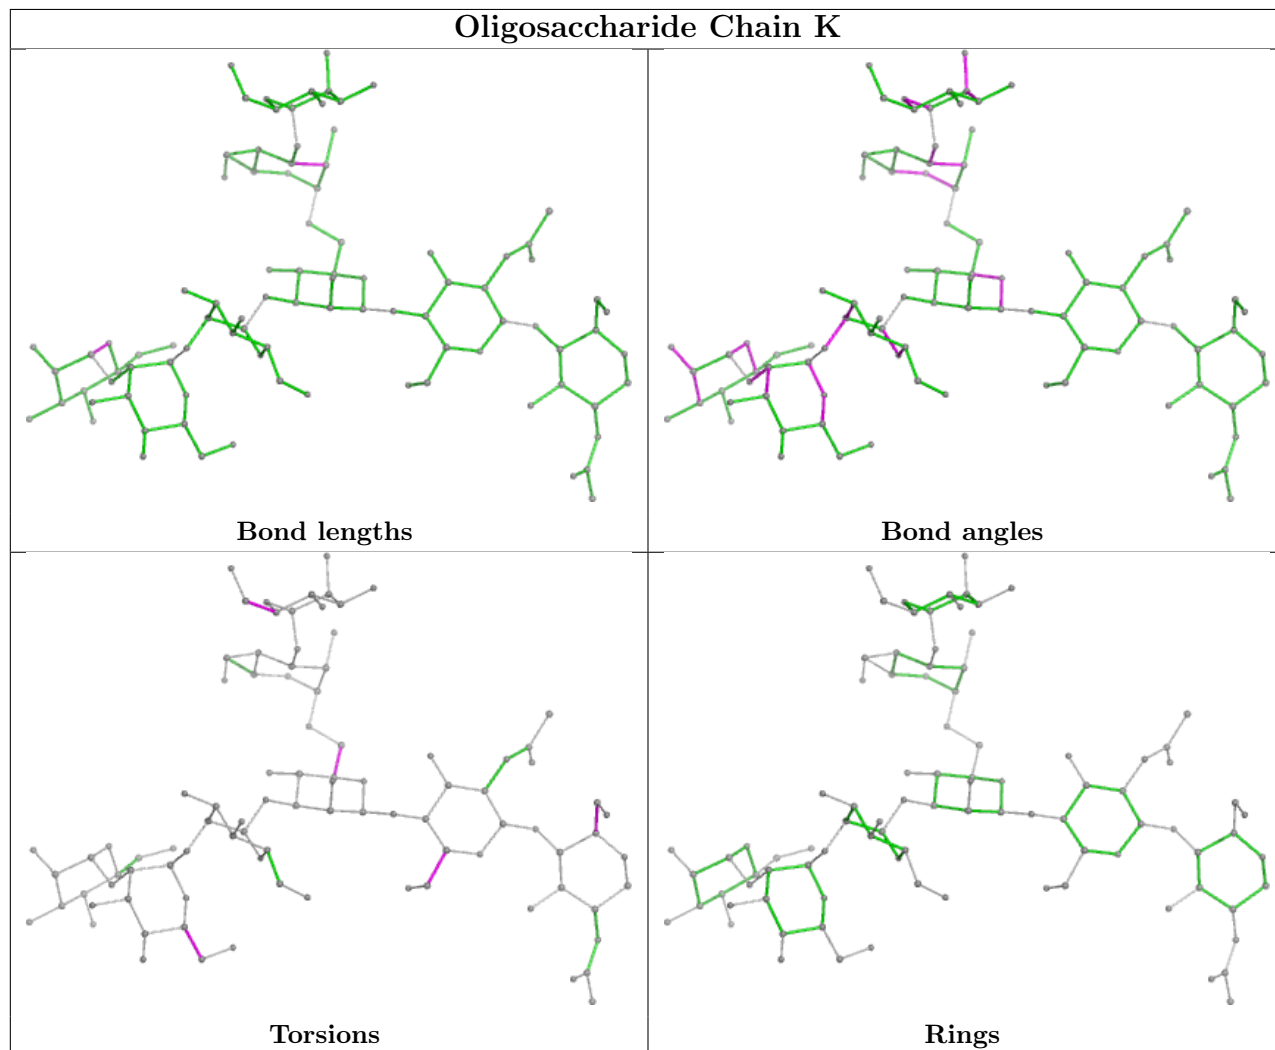 Oligosaccharide Chain K
Bond lengths
Bond angles
Torsions
Rings